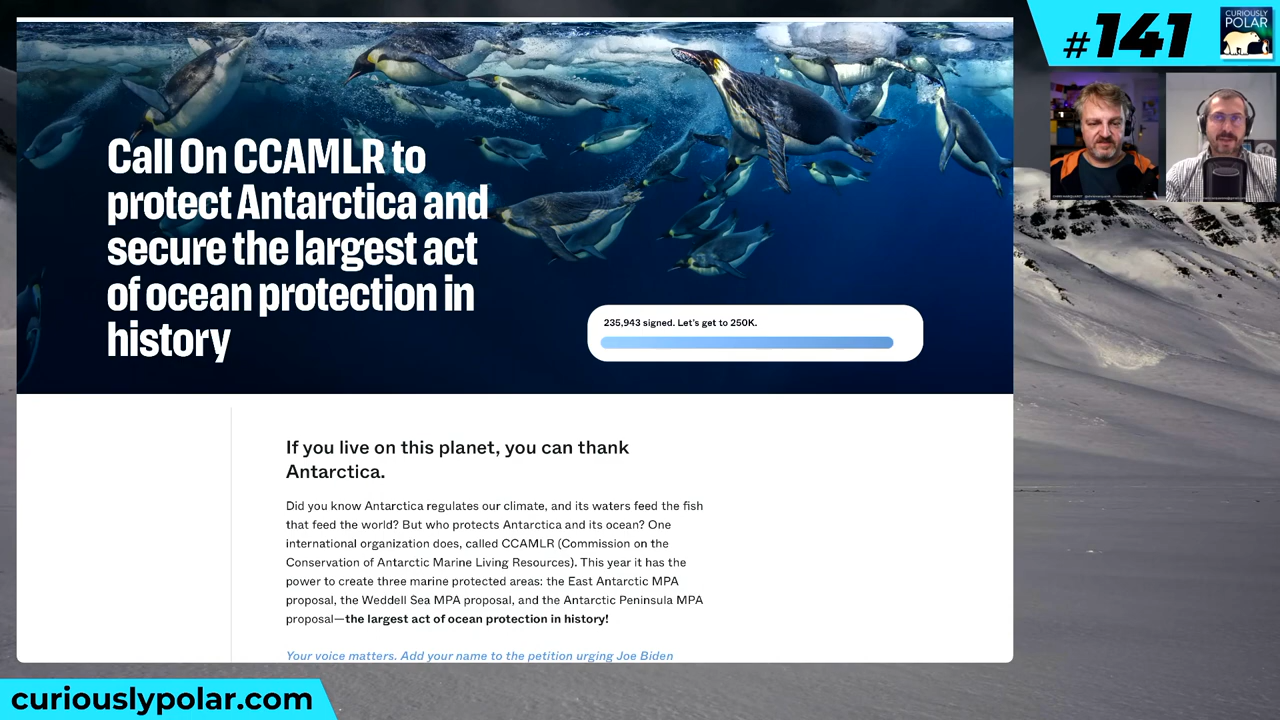 #141
CURIOUSLY
POLAR
Call On CCAMLR to
protect Antarctica and
secure the largest act
of ocean protection in
history
235,943 signed. Let's get to 250K.
If you live on this planet, you can thank
Antarctica.
Did you know Antarctica regulates our climate, and its waters feed the fish
that feed the world? But who protects Antarctica and its ocean? One
international organization does, called CCAMLR (Commission on the
Conservation of Antarctic Marine Living Resources). This year it has the
power to create three marine protected areas: the East Antarctic MPA
proposal, the Weddell Sea MPA proposal, and the Antarctic Peninsula MPA
proposal—the largest act of ocean protection in history!
Your voice matters. Add your name to the petition urging Joe Biden
curiouslypolar.com